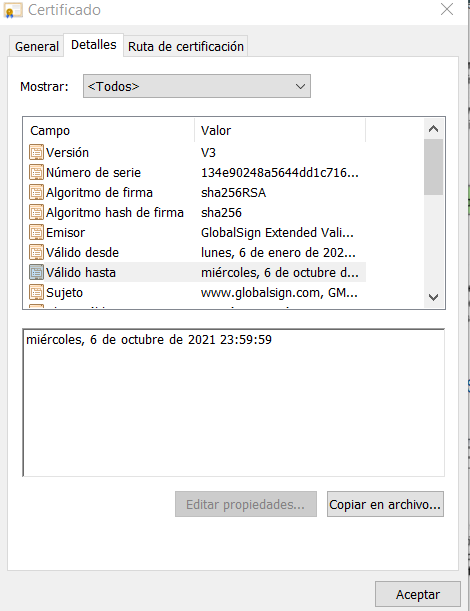 Certificado
General Detalles Ruta de certificación
Mostrar: <Todos>
Campo Valor
Versión V3
Número de serie 134e90248a5644dd1c716...
Algoritmo de firma sha256RSA
Algoritmo hash de firma sha256
Emisor GlobalSign Extended Vali...
Válido desde lunes, 6 de enero de 202...
Válido hasta miércoles, 6 de octubre d...
Sujeto www.globalsign.com, GM...
miércoles, 6 de octubre de 2021 23:59:59
Editar propiedades... Copiar en archivo...
Aceptar